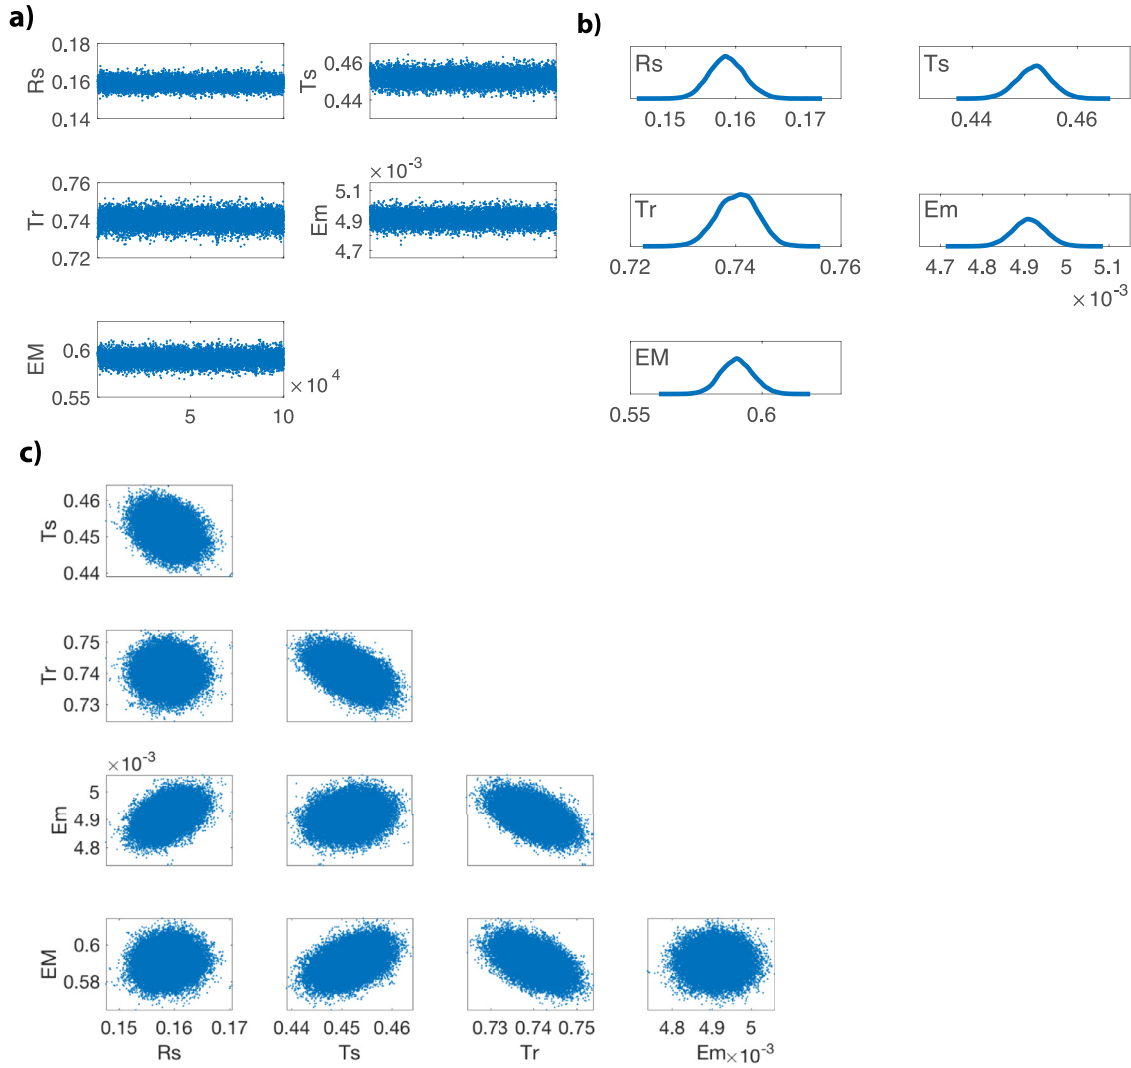 a)
0.18
0.16
0.14
Rs
0.46
0.44
Ts
0.76
0.74
0.72
Tr
× 10⁻³
5.1
4.9
4.7
Em
0.6
0.55
EM
5 10
× 10⁴
b)
Rs
0.15 0.16 0.17
Ts
0.44 0.46
Tr
0.72 0.74 0.76
Em
4.7 4.8 4.9 5 5.1
× 10⁻³
EM
0.55 0.6
c)
0.46
0.45
0.44
Ts
0.75
0.74
0.73
Tr
×10⁻³
5
4.9
4.8
Em
0.6
0.58
EM
0.15 0.16 0.17
Rs
0.44 0.45 0.46
Ts
0.73 0.74 0.75
Tr
4.8 4.9 5
Em×10⁻³